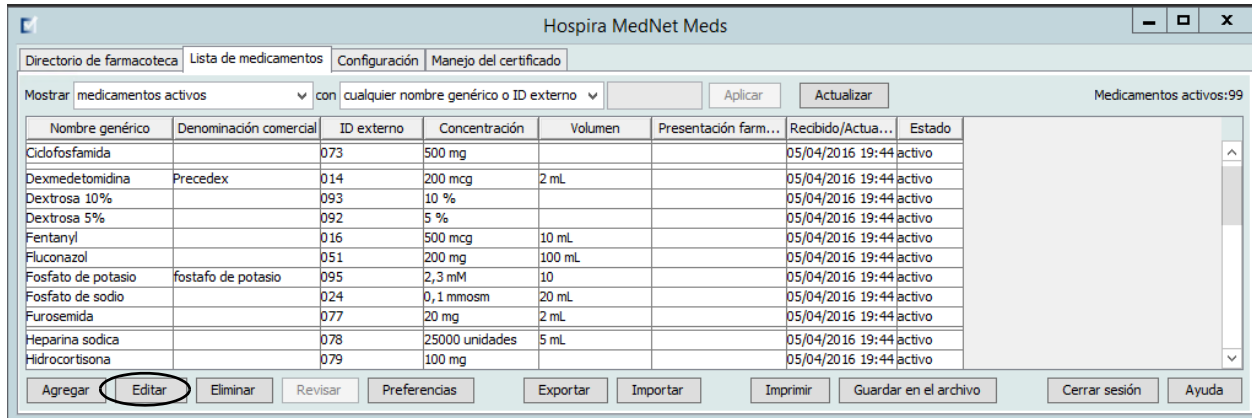 Hospira MedNet Meds
Directorio de farmacoteca Lista de medicamentos Configuración Manejo del certificado
Mostrar medicamentos activos con cualquier nombre genérico o ID externo Aplicar Actualizar Medicamentos activos:99
Nombre genérico Denominación comercial ID externo Concentración Volumen Presentación farm... Recibido/Actua... Estado
Ciclofosfamida 073 500 mg 05/04/2016 19:44 activo
Dexmedetomidina Precedex 014 200 mcg 2 mL 05/04/2016 19:44 activo
Dextrosa 10% 093 10 % 05/04/2016 19:44 activo
Dextrosa 5% 092 5 % 05/04/2016 19:44 activo
Fentanyl 016 500 mcg 10 mL 05/04/2016 19:44 activo
Fluconazol 051 200 mg 100 mL 05/04/2016 19:44 activo
Fosfato de potasio fostafo de potasio 095 2,3 mM 10 05/04/2016 19:44 activo
Fosfato de sodio 024 0,1 mmosm 20 mL 05/04/2016 19:44 activo
Furosemida 077 20 mg 2 mL 05/04/2016 19:44 activo
Heparina sodica 078 25000 unidades 5 mL 05/04/2016 19:44 activo
Hidrocortisona 079 100 mg 05/04/2016 19:44 activo
Agregar Editar Eliminar Revisar Preferencias Exportar Importar Imprimir Guardar en el archivo Cerrar sesión Ayuda